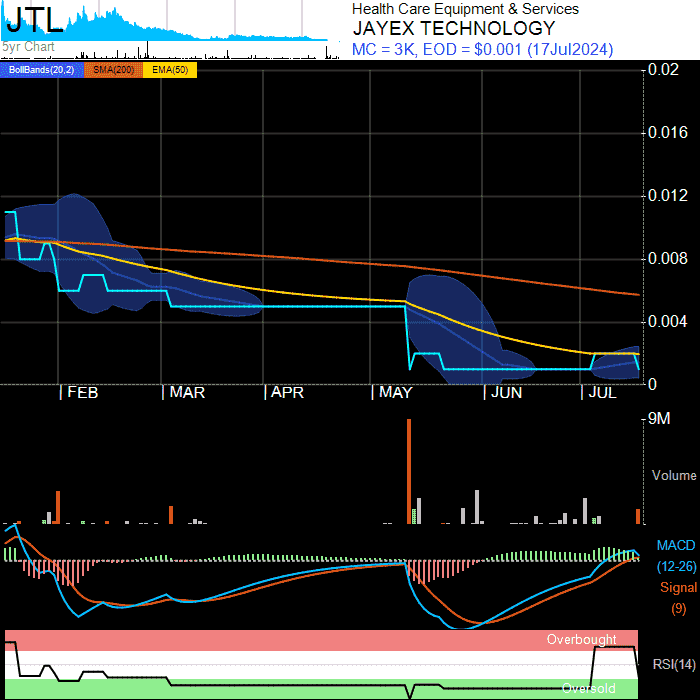 JTL
5yr Chart
Health Care Equipment & Services
JAYEX TECHNOLOGY
MC = 3K, EOD = $0.001 (17Jul2024)
BollBands(20,2) SMA(200) EMA(50)
0.02
0.016
0.012
0.008
0.004
0
FEB MAR APR MAY JUN JUL
9M
Volume
MACD
(12-26)
Signal
(9)
Overbought
RSI(14)
Oversold